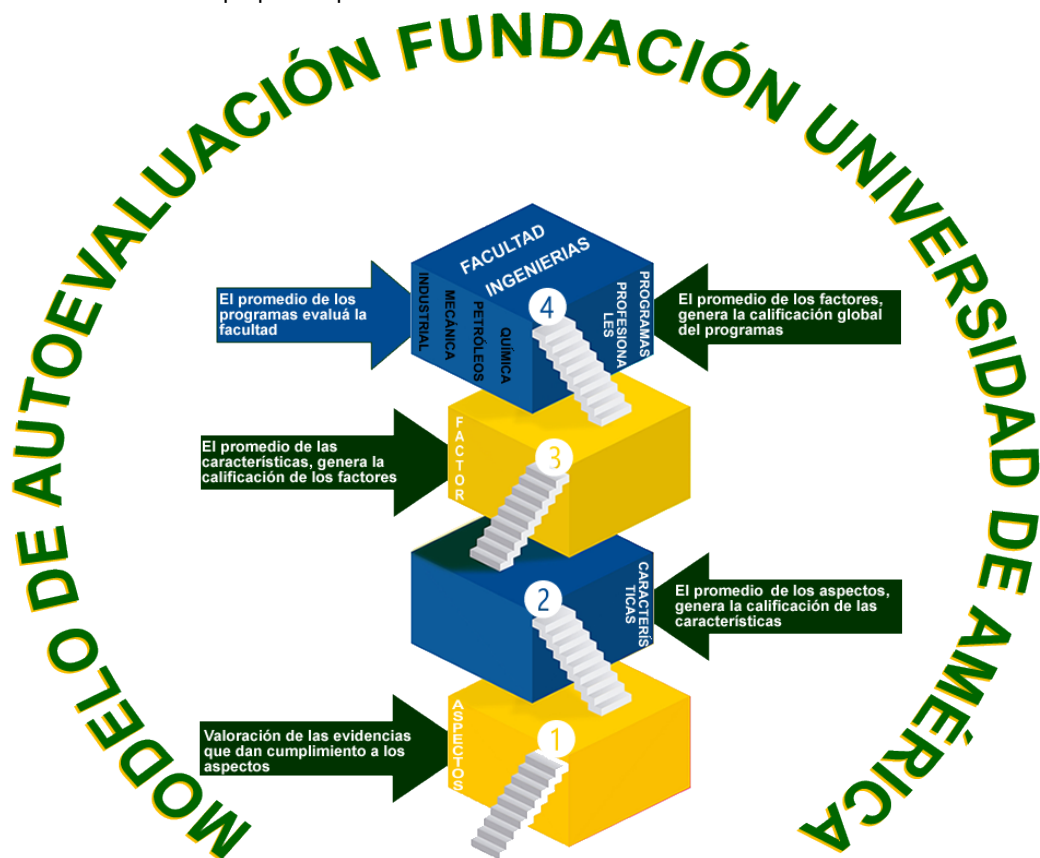 MODELO DE AUTOEVALUACIÓN FUNDACIÓN UNIVERSIDAD DE AMÉRICA
FACULTAD
INGENIERIAS
INDUSTRIAL
MECÁNICA
PETRÓLEOS
QUÍMICA
4
PROGRAMAS
PROFESIONA
LES
El promedio de los
programas evaluá la
facultad
El promedio de los factores,
genera la calificación global
del programas
FACTOR
3
El promedio de las
características, genera la
calificación de los factores
2
CARACTERÍS
TICAS
El promedio de los aspectos,
genera la calificación de las
características
ASPECTOS
1
Valoración de las evidencias
que dan cumplimiento a los
aspectos